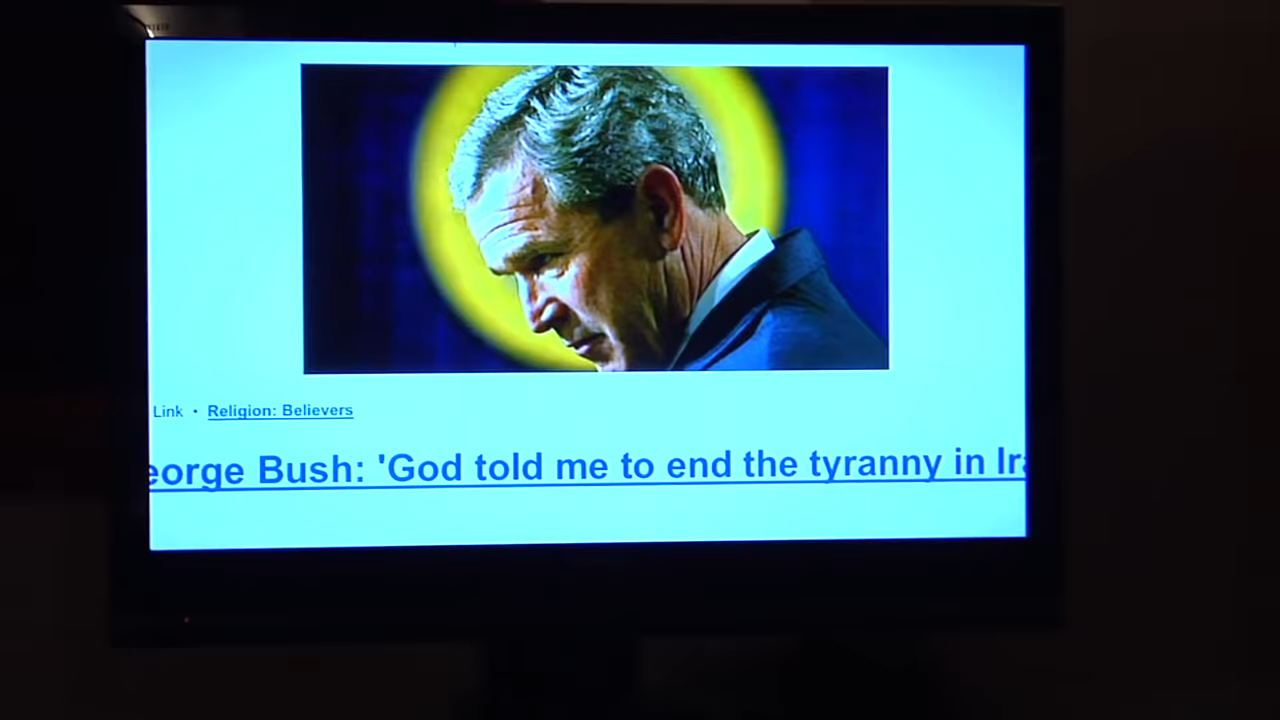 Link • Religion: Believers
eorge Bush: 'God told me to end the tyranny in Ira